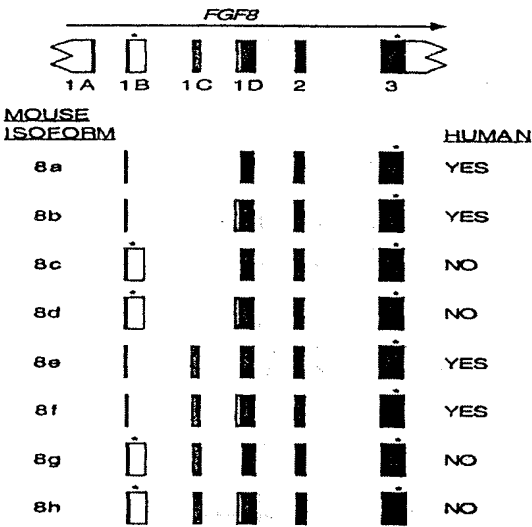 FGF8
* *
1A 1B 1C 1D 2 3
MOUSE
ISOFORM HUMAN
*
8a YES
*
8b YES
* *
8c NO
* *
8d NO
*
8e YES
*
8f YES
* *
8g NO
* *
8h NO